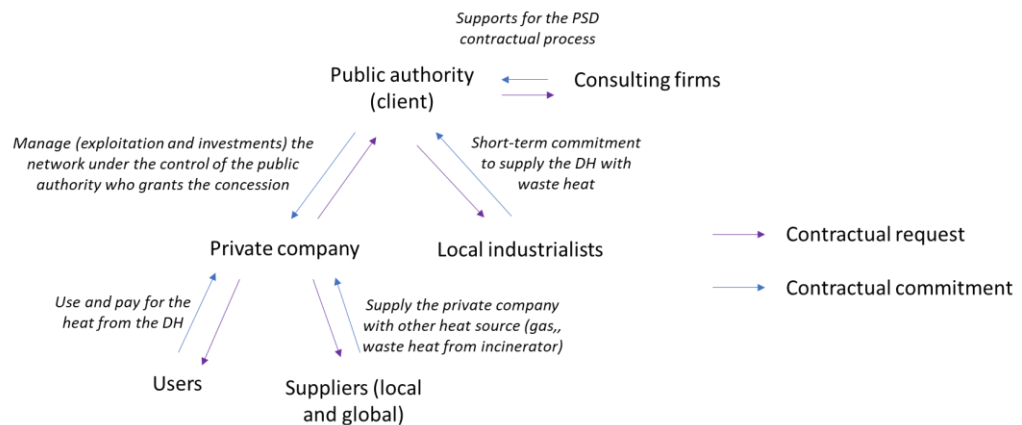 Supports for the PSD
contractual process
Public authority
(client)
Consulting firms
Manage (exploitation and investments) the
network under the control of the public
authority who grants the concession
Short-term commitment
to supply the DH with
waste heat
Private company
Local industrialists
Contractual request
Contractual commitment
Use and pay for the
heat from the DH
Supply the private company
with other heat source (gas,,
waste heat from incinerator)
Users
Suppliers (local
and global)